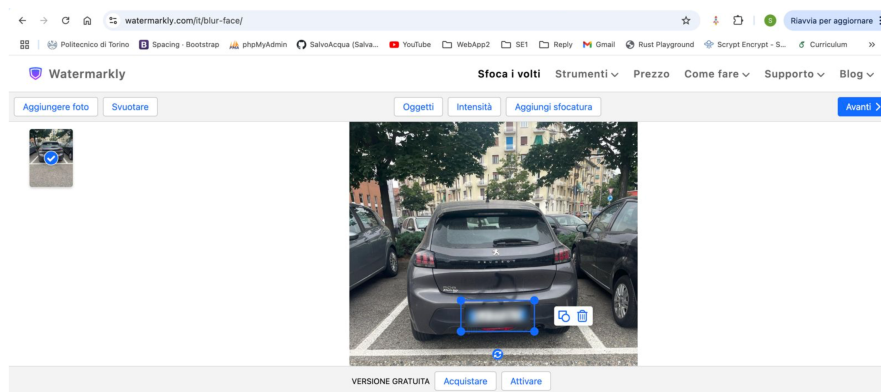 watermarkly.com/it/blur-face/
S
Riavvia per aggiornare
Politecnico di Torino
B Spacing · Bootstrap
phpMyAdmin
SalvoAcqua (Salva...
YouTube
WebApp2
SE1
Reply
Gmail
Rust Playground
Scrypt Encrypt - S...
Curriculum
»
Watermarkly
Sfoca i volti
Strumenti
Prezzo
Come fare
Supporto
Blog
Aggiungere foto
Svuotare
Oggetti
Intensità
Aggiungi sfocatura
Avanti
PEUGEOT
VERSIONE GRATUITA
Acquistare
Attivare